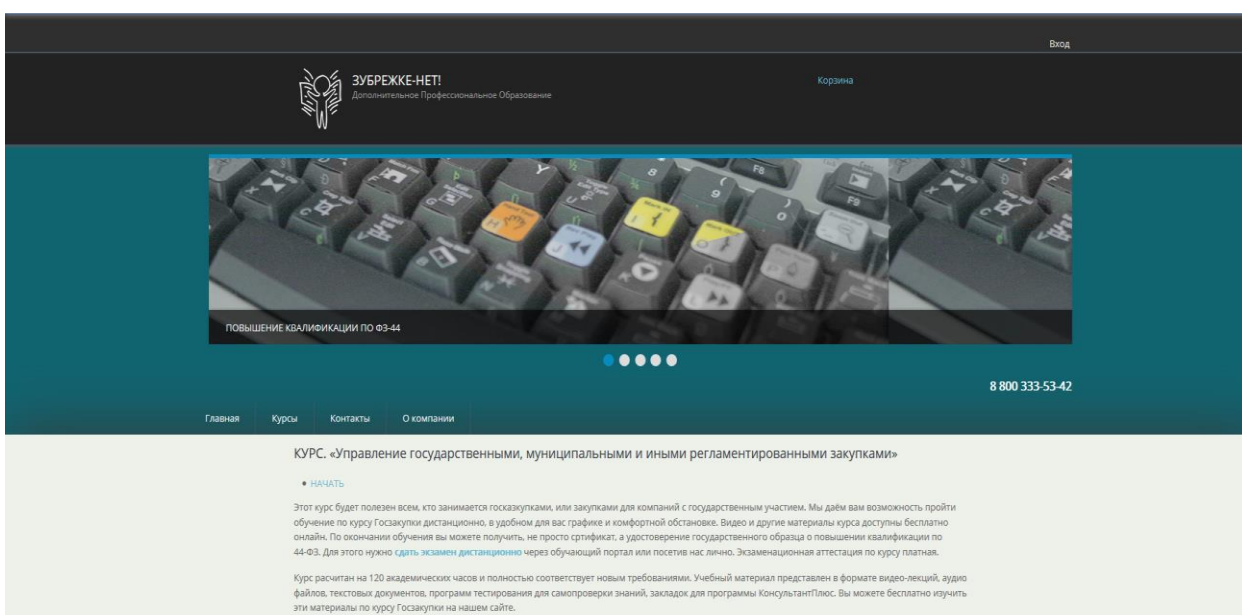 Вход
ЗУБРЕЖКЕ-НЕТ!
Дополнительное Профессиональное Образование
Корзина
ПОВЫШЕНИЕ КВАЛИФИКАЦИИ ПО ФЗ-44
8 800 333-53-42
Главная Курсы Контакты О компании
КУРС. «Управление государственными, муниципальными и иными регламентированными закупками»
• НАЧАТЬ
Этот курс будет полезен всем, кто занимается госказкупками, или закупками для компаний с государственным участием. Мы даём вам возможность пройти
обучение по курсу Госзакупки дистанционно, в удобном для вас графике и комфортной обстановке. Видео и другие материалы курса доступны бесплатно
онлайн. По окончании обучения вы можете получить, не просто сртификат, а удостоверение государственного образца о повышении квалификации по
44-ФЗ. Для этого нужно сдать экзамен дистанционно через обучающий портал или посетив нас лично. Экзаменационная аттестация по курсу платная.
Курс расчитан на 120 академических часов и полностью соответствует новым требованиями. Учебный материал представлен в формате видео-лекций, аудио
файлов, текстовых документов, программ тестирования для самопроверки знаний, закладок для программы КонсультантПлюс. Вы можете бесплатно изучить
эти материалы по курсу Госзакупки на нашем сайте.